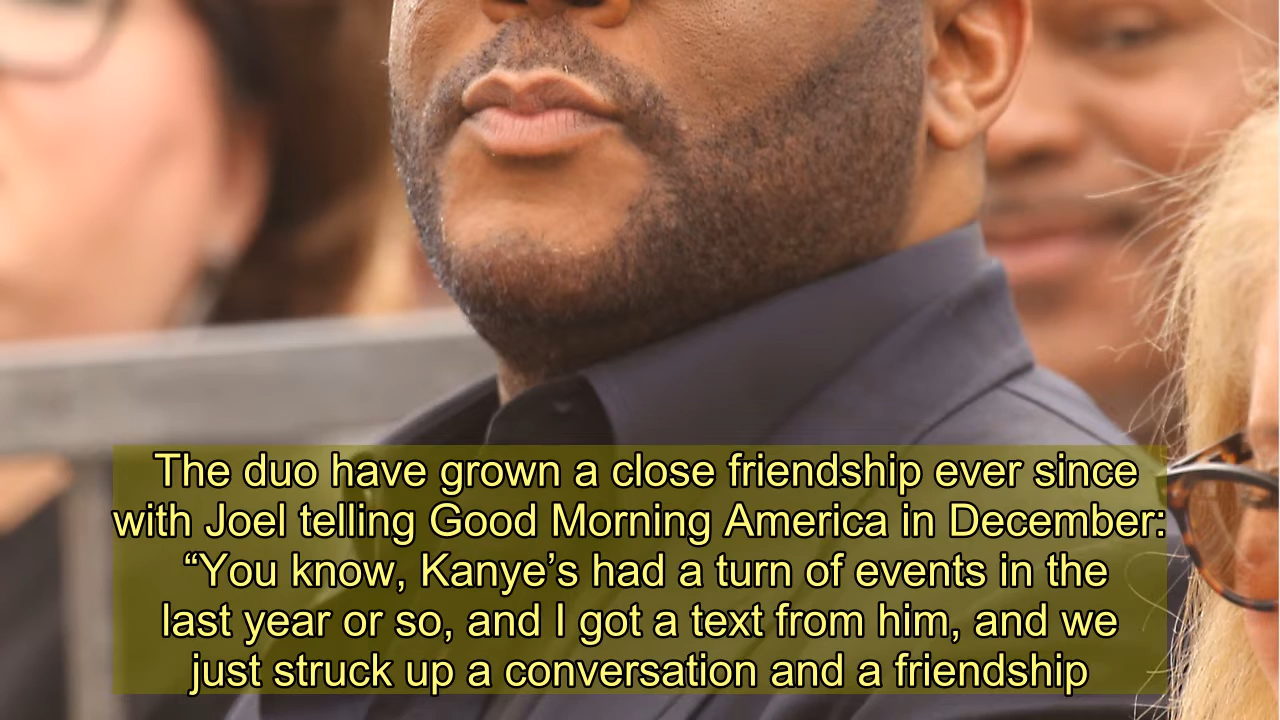 The duo have grown a close friendship ever since
with Joel telling Good Morning America in December:
“You know, Kanye’s had a turn of events in the
last year or so, and I got a text from him, and we
just struck up a conversation and a friendship